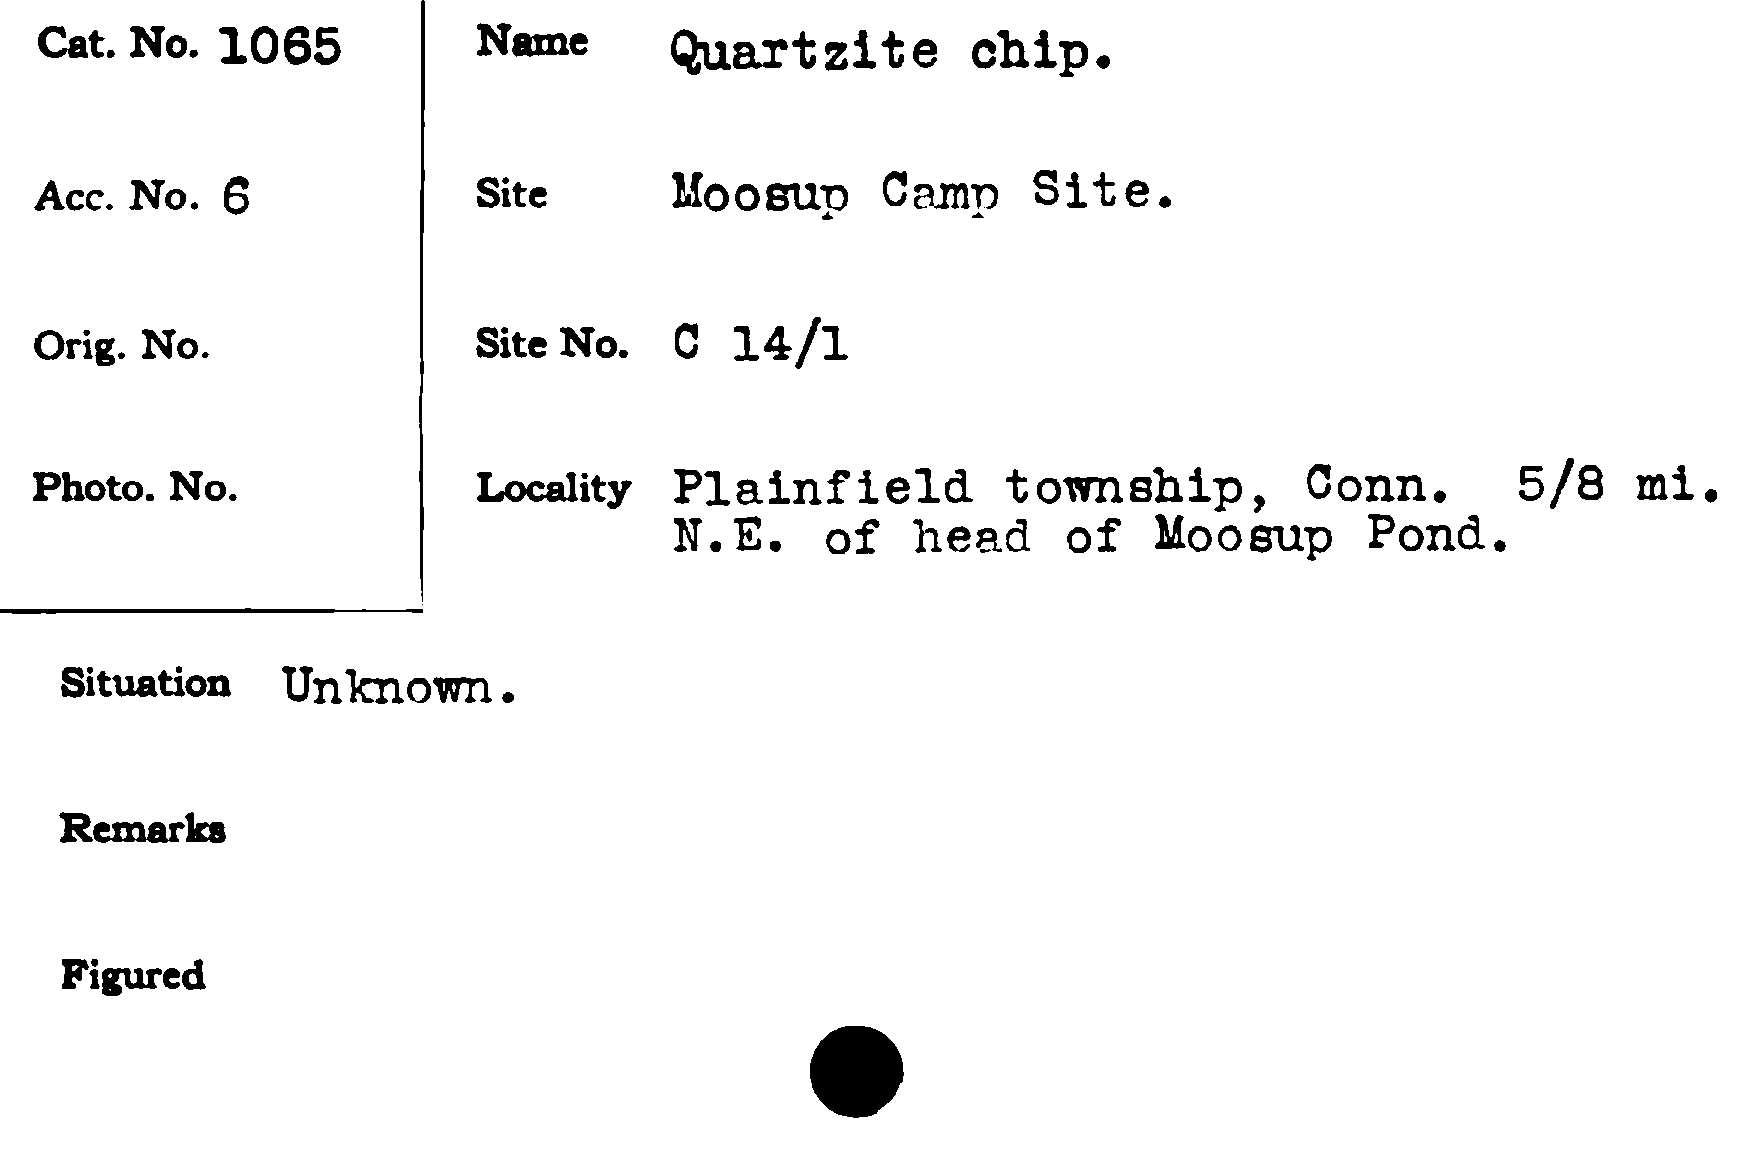 Cat. No. 1065
Acc. No. 6
Orig. No.
Photo. No.
Name Quartzite chip.
Site Moosup Camp Site.
Site No. C 14/1
Locality Plainfield township, Conn. 5/8 mi.
N.E. of head of Moosup Pond.
Situation Unknown.
Remarks
Figured